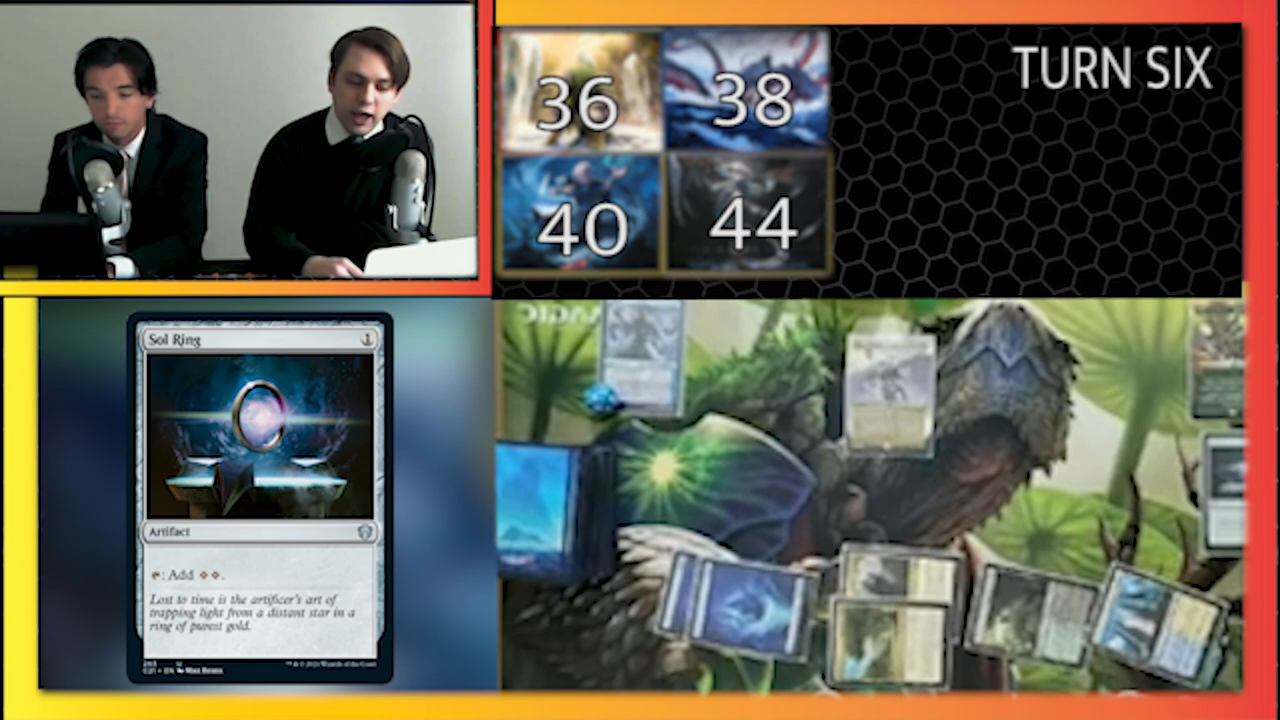 36
38
TURN SIX
40
44
Sol Ring
1
Artifact
: Add
Lost to time is the artificer's art of
trapping light from a distant star in a
ring of purest gold.